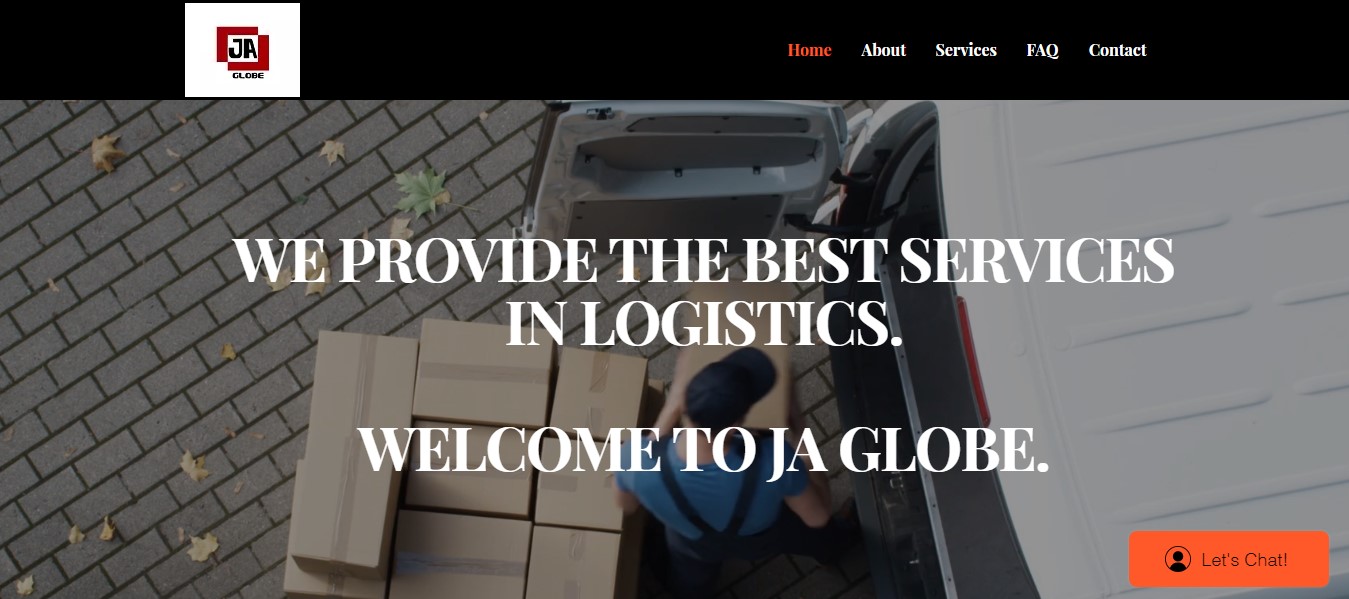 JA
GLOBE
Home About Services FAQ Contact
WE PROVIDE THE BEST SERVICES
IN LOGISTICS.
WELCOME TO JA GLOBE.
Let's Chat!